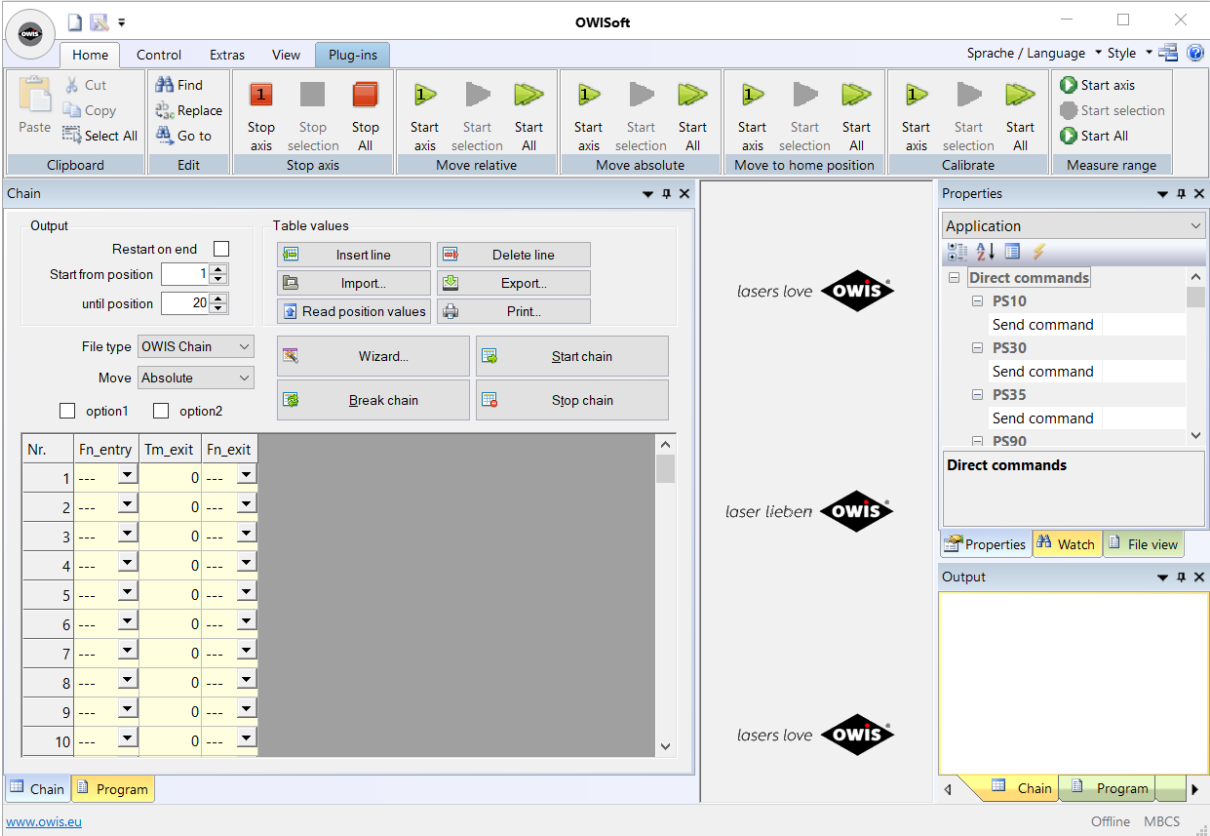 OWISoft
owis
Home Control Extras View Plug-ins Sprache / Language Style
Paste
Cut
Copy
Select All
Clipboard
Find
Replace
Go to
Edit
1
Stop axis
Stop selection
Stop All
Stop axis
1
Start axis
Start selection
Start All
Move relative
1
Start axis
Start selection
Start All
Move absolute
1
Start axis
Start selection
Start All
Move to home position
1
Start axis
Start selection
Start All
Calibrate
Start axis
Start selection
Start All
Measure range
Chain
Output
Restart on end
Start from position 1
until position 20
File type OWIS Chain
Move Absolute
option1 option2
Table values
Insert line Delete line
Import... Export...
Read position values Print...
Wizard... Start chain
Break chain Stop chain
Nr. Fn_entry Tm_exit Fn_exit
1 --- 0 ---
2 --- 0 ---
3 --- 0 ---
4 --- 0 ---
5 --- 0 ---
6 --- 0 ---
7 --- 0 ---
8 --- 0 ---
9 --- 0 ---
10 --- 0 ---
Chain Program
lasers love owis
laser lieben owis
lasers love owis
Properties
Application
Direct commands
PS10
Send command
PS30
Send command
PS35
Send command
PS90
Direct commands
Properties Watch File view
Output
Chain Program
www.owis.eu
Offline MBCS